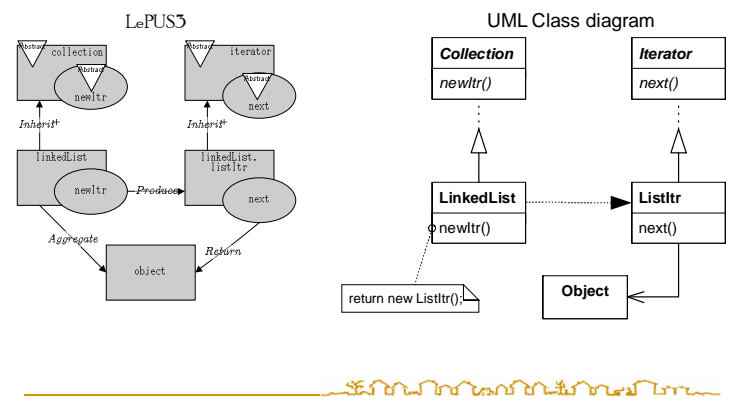 LePUS3
Abstract
collection
Abstract
newItr
Abstract
iterator
Abstract
next
Inherit+
Inherit+
linkedList
newItr
Produce
linkedList.
listItr
next
Aggregate
Return
object
UML Class diagram
Collection
newItr()
Iterator
next()
LinkedList
newItr()
ListItr
next()
return new ListItr();
Object